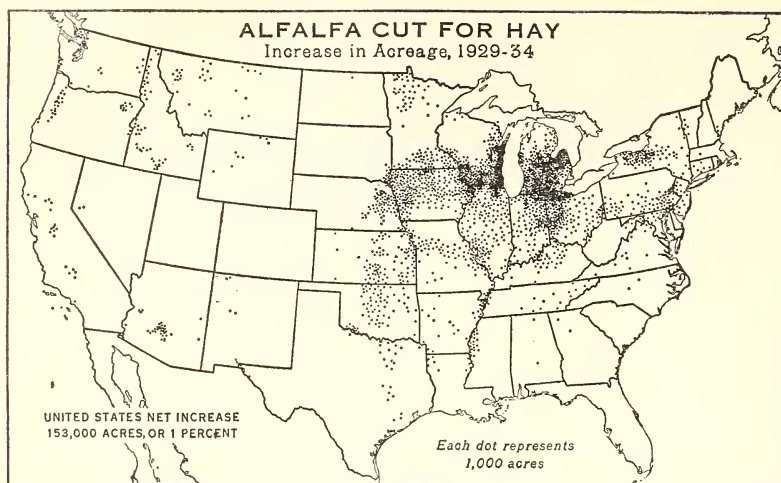 ALFALFA CUT FOR HAY
Increase in Acreage, 1929-34
UNITED STATES NET INCREASE
153,000 ACRES, OR 1 PERCENT
Each dot represents
1,000 acres